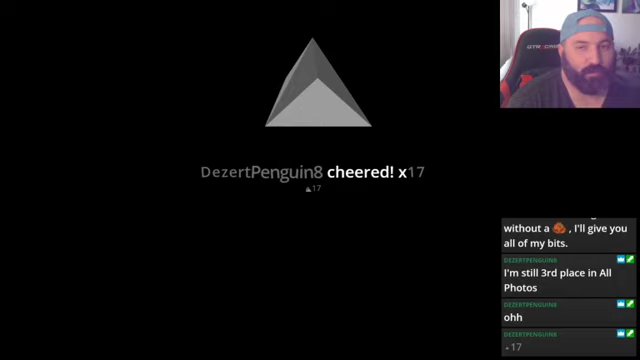 DezertPenguin8 cheered! x17
17
without a , I'll give you
all of my bits.
DEZERTPENGUIN8
I'm still 3rd place in All
Photos
DEZERTPENGUIN8
ohh
DEZERTPENGUIN8
17